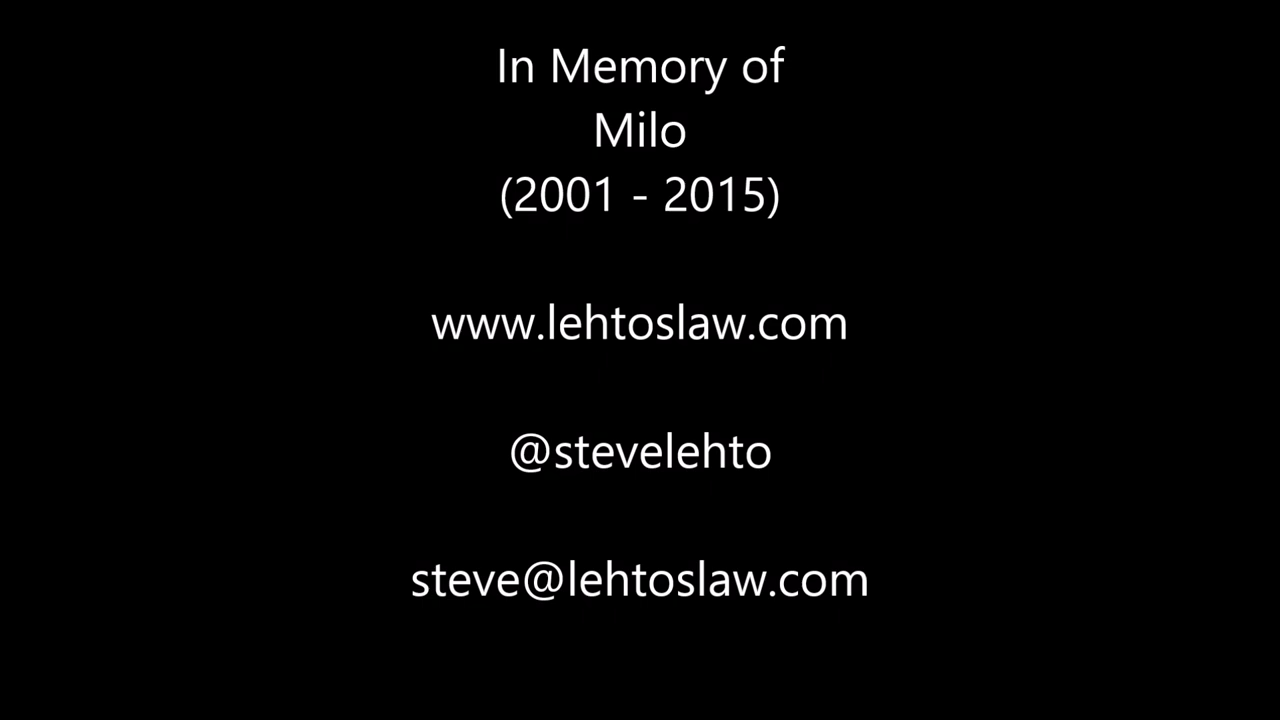 In Memory of
Milo
(2001 - 2015)
www.lehtoslaw.com
@stevelehto
steve@lehtoslaw.com